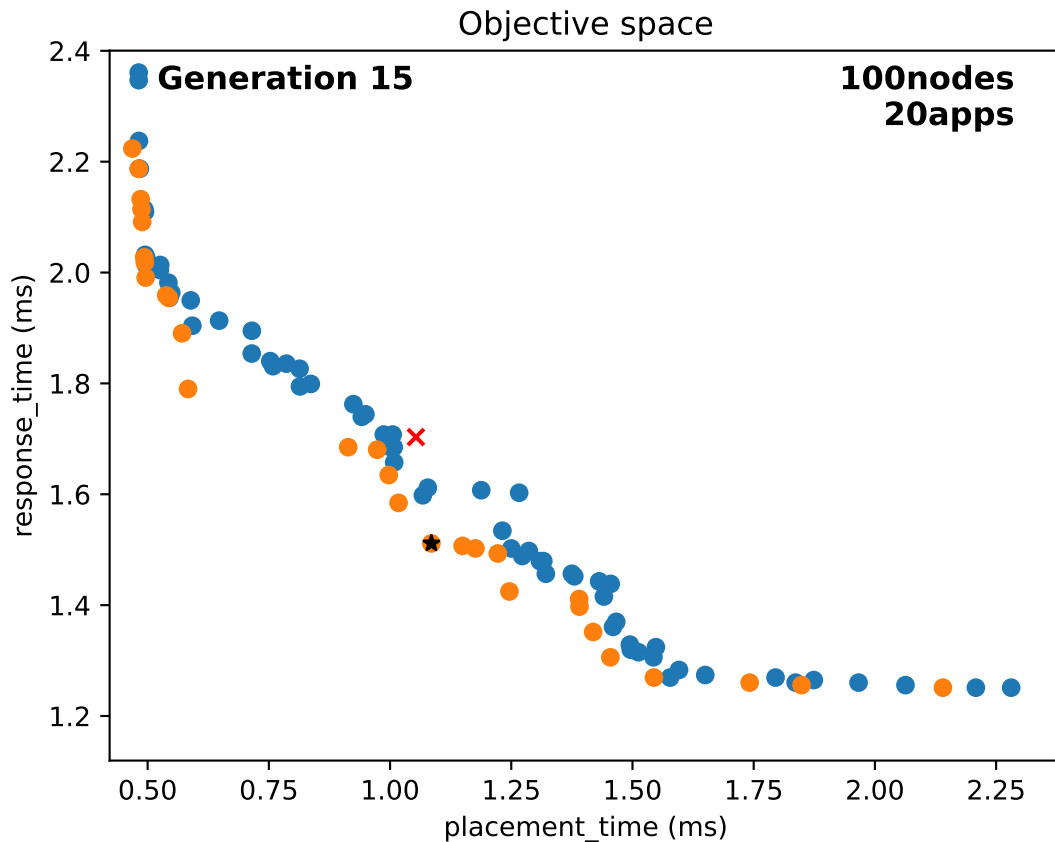 Objective space
Generation 15
100nodes
20apps
response_time (ms)
2.4
2.2
2.0
1.8
1.6
1.4
1.2
0.50 0.75 1.00 1.25 1.50 1.75 2.00 2.25
placement_time (ms)